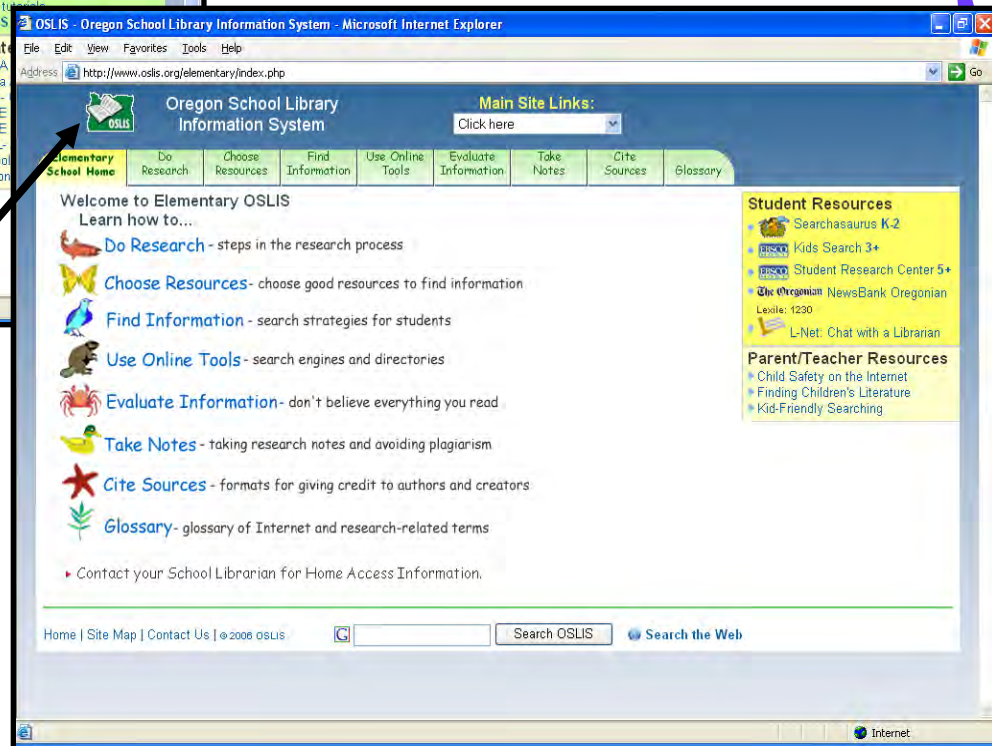 tutorials
S
OSLIS - Oregon School Library Information System - Microsoft Internet Explorer
File Edit View Favorites Tools Help
Address http://www.oslis.org/elementary/index.php Go
OSLIS
Oregon School Library
Information System
Main Site Links:
Click here
Elementary School Home
Do Research
Choose Resources
Find Information
Use Online Tools
Evaluate Information
Take Notes
Cite Sources
Glossary
Welcome to Elementary OSLIS
Learn how to...
Do Research - steps in the research process
Choose Resources- choose good resources to find information
Find Information - search strategies for students
Use Online Tools - search engines and directories
Evaluate Information- don't believe everything you read
Take Notes - taking research notes and avoiding plagiarism
Cite Sources - formats for giving credit to authors and creators
Glossary- glossary of Internet and research-related terms
Contact your School Librarian for Home Access Information.
Student Resources
Searchasaurus K-2
EBSCO Kids Search 3+
EBSCO Student Research Center 5+
The Oregonian NewsBank Oregonian
Lexile: 1230
L-Net: Chat with a Librarian
Parent/Teacher Resources
Child Safety on the Internet
Finding Children's Literature
Kid-Friendly Searching
Home | Site Map | Contact Us | © 2006 OSLIS
G
Search OSLIS
Search the Web
Internet